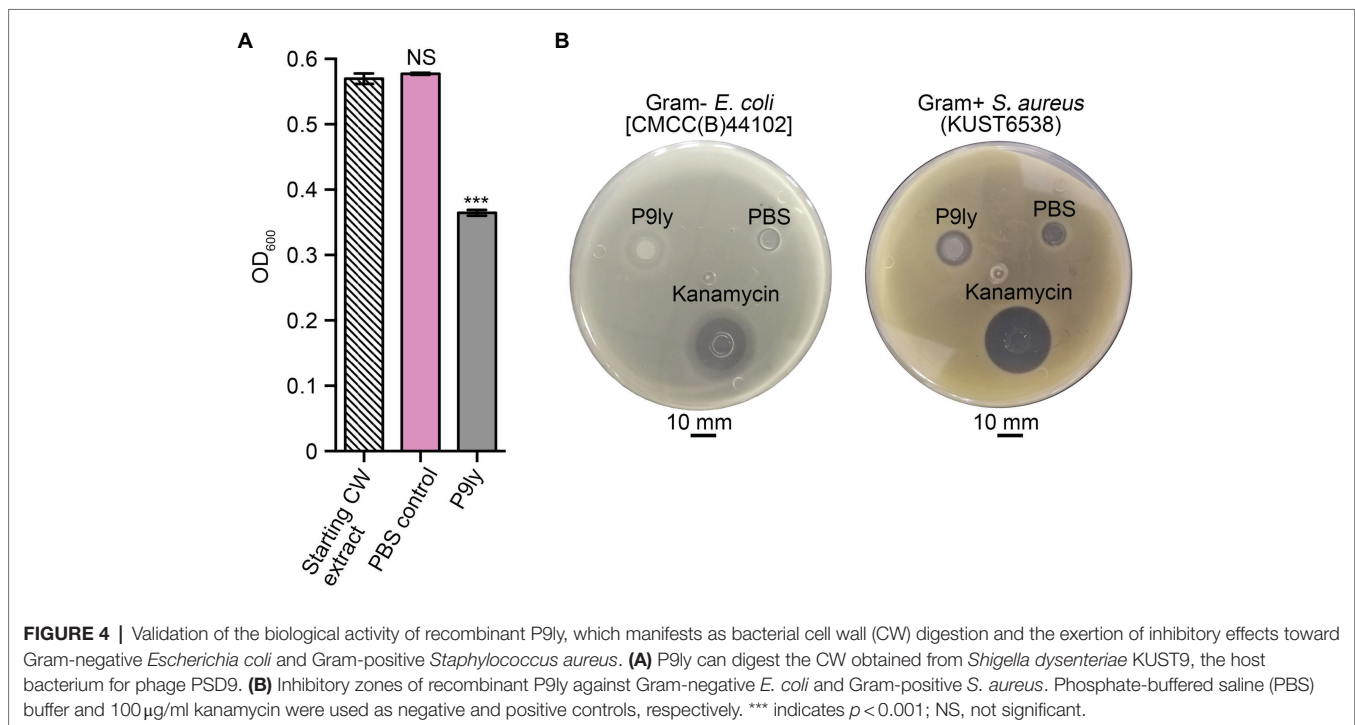 A
B
0.6
0.5
0.4
0.3
0.2
0.1
0
OD600
NS
***
Starting CW
extract
PBS control
P9ly
Gram- E. coli
[CMCC(B)44102]
P9ly
PBS
Kanamycin
10 mm
Gram+ S. aureus
(KUST6538)
P9ly
PBS
Kanamycin
10 mm
FIGURE 4 | Validation of the biological activity of recombinant P9ly, which manifests as bacterial cell wall (CW) digestion and the exertion of inhibitory effects toward
Gram-negative Escherichia coli and Gram-positive Staphylococcus aureus. (A) P9ly can digest the CW obtained from Shigella dysenteriae KUST9, the host
bacterium for phage PSD9. (B) Inhibitory zones of recombinant P9ly against Gram-negative E. coli and Gram-positive S. aureus. Phosphate-buffered saline (PBS)
buffer and 100 μg/ml kanamycin were used as negative and positive controls, respectively. *** indicates p < 0.001; NS, not significant.